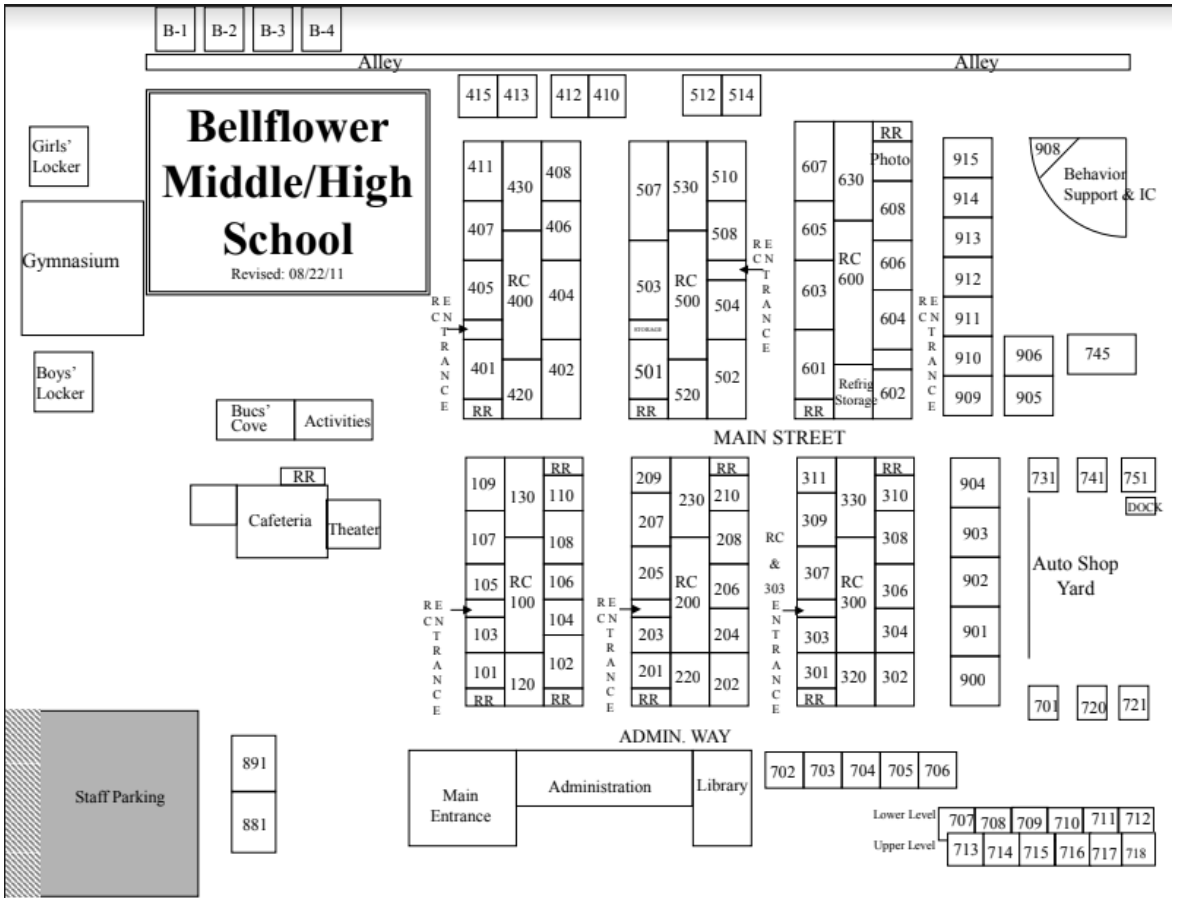 B-1 B-2 B-3 B-4
Alley Alley
415 413 412 410 512 514
Bellflower
Middle/High
School
Revised: 08/22/11
Girls'
Locker
Gymnasium
Boys'
Locker
Bucs'
Cove
Activities
RR
Cafeteria
Theater
411 430 408
407 406
405 RC
400 404
401 420 402
RR
RC ENTRANCE
507 530 510
508
503 RC
500 504
STORAGE
501 520 502
RR
RC ENTRANCE
607 630 RR
Photo
605 608
603 RC
600 606
604
601 Refrig
Storage 602
RR
RC ENTRANCE
915
914
913
912
911
910
909
906
905
745
908
Behavior
Support & IC
MAIN STREET
109 130 RR
110
107 108
105 RC
100 106
104
103
101 120 102
RR RR
RC ENTRANCE
209 230 RR
210
207 208
205 RC
200 206
203 204
201 220 202
RR
RC ENTRANCE
311 330 RR
310
309 308
307 RC
300 306
303 304
301 320 302
RR
RC
&
303
ENTRANCE
904
903
902
901
900
731 741 751
DOCK
Auto Shop
Yard
701 720 721
ADMIN. WAY
Staff Parking
891
881
Main
Entrance
Administration
Library
702 703 704 705 706
Lower Level 707 708 709 710 711 712
Upper Level 713 714 715 716 717 718